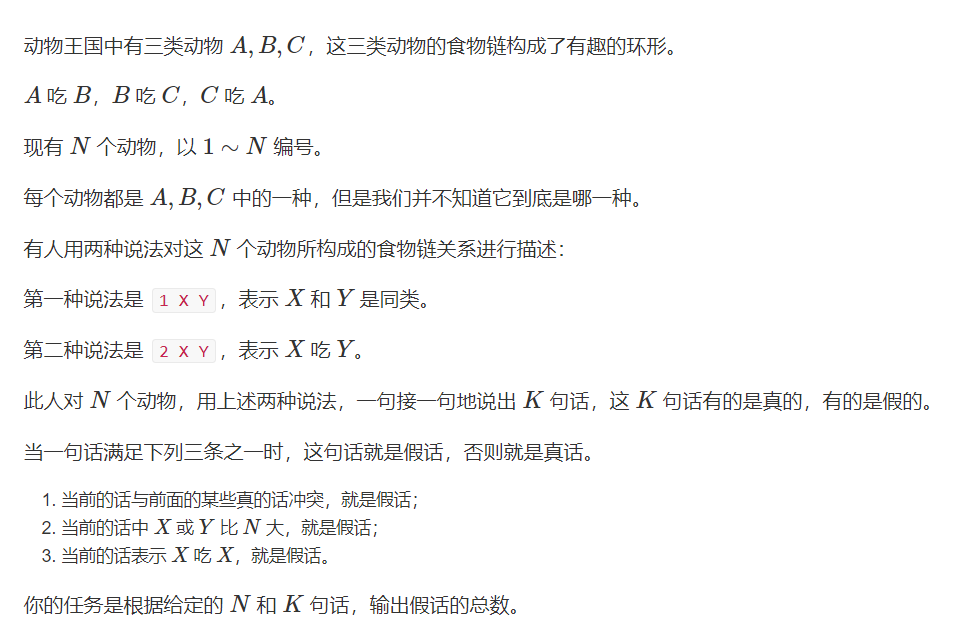 动物王国中有三类动物 A,B,C，这三类动物的食物链构成了有趣的环形。
A 吃 B，B 吃 C，C 吃 A。
现有 N 个动物，以 1∼N 编号。
每个动物都是 A,B,C 中的一种，但是我们并不知道它到底是哪一种。
有人用两种说法对这 N 个动物所构成的食物链关系进行描述：
第一种说法是 1 X Y，表示 X 和 Y 是同类。
第二种说法是 2 X Y，表示 X 吃 Y。
此人对 N 个动物，用上述两种说法，一句接一句地说出 K 句话，这 K 句话有的是真的，有的是假的。
当一句话满足下列三条之一时，这句话就是假话，否则就是真话。
1. 当前的话与前面的某些真的话冲突，就是假话；
2. 当前的话中 X 或 Y 比 N 大，就是假话；
3. 当前的话表示 X 吃 X，就是假话。
你的任务是根据给定的 N 和 K 句话，输出假话的总数。